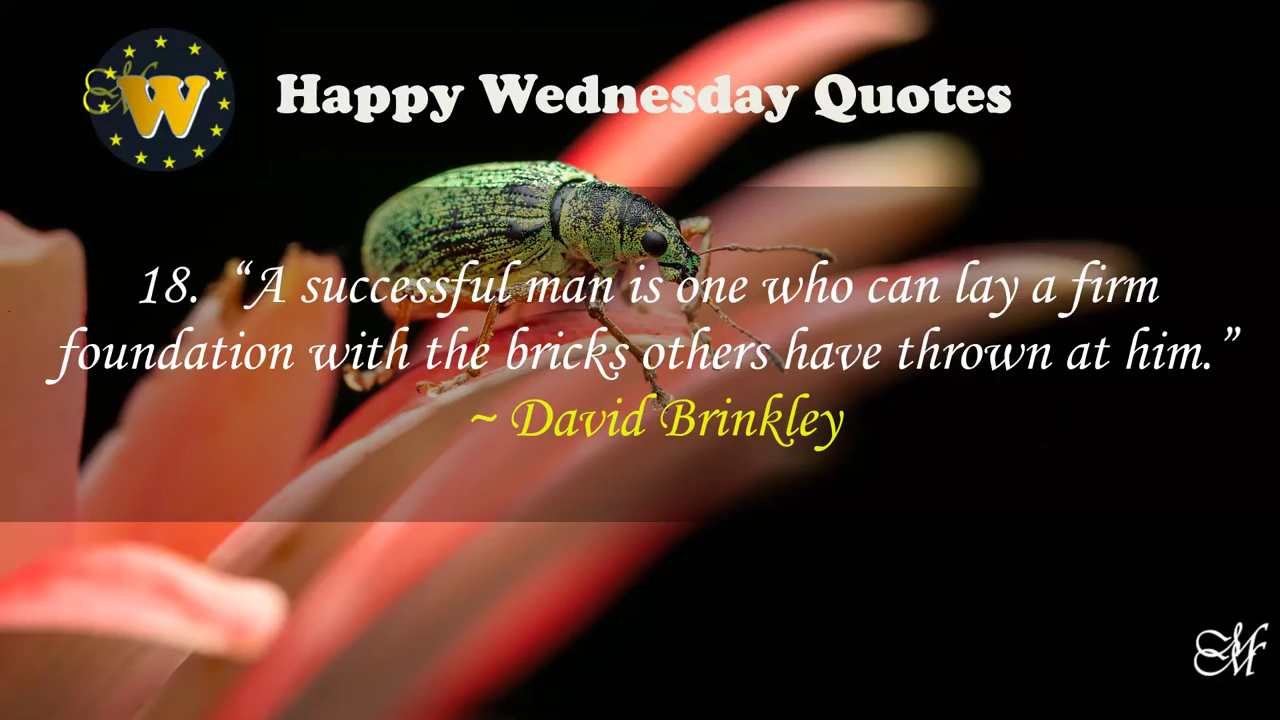 W
Happy Wednesday Quotes
18. “A successful man is one who can lay a firm
foundation with the bricks others have thrown at him.”
~ David Brinkley